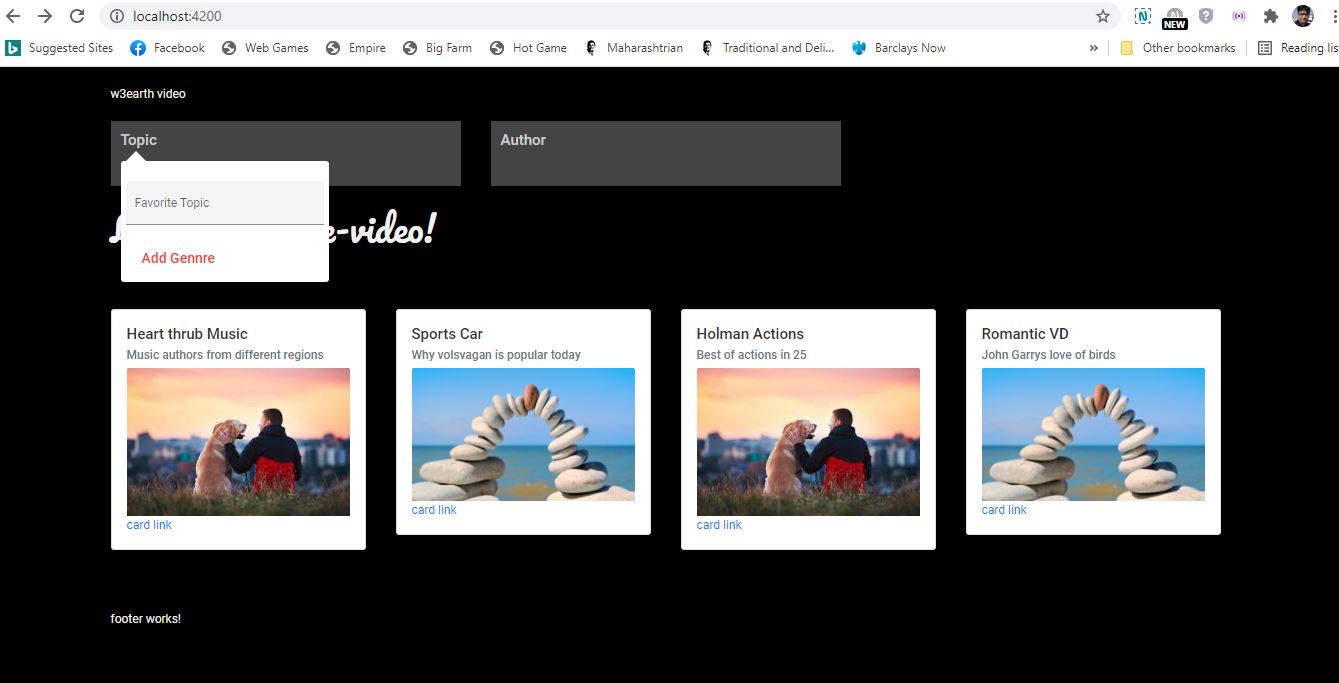 localhost:4200
NEW
Suggested Sites Facebook Web Games Empire Big Farm Hot Game Maharashtrian Traditional and Deli... Barclays Now » Other bookmarks Reading lis
w3earth video
Topic Author
Favorite Topic
e-video!
Add Gennre
Heart thrub Music
Music authors from different regions
card link
Sports Car
Why volsvagan is popular today
card link
Holman Actions
Best of actions in 25
card link
Romantic VD
John Garrys love of birds
card link
footer works!